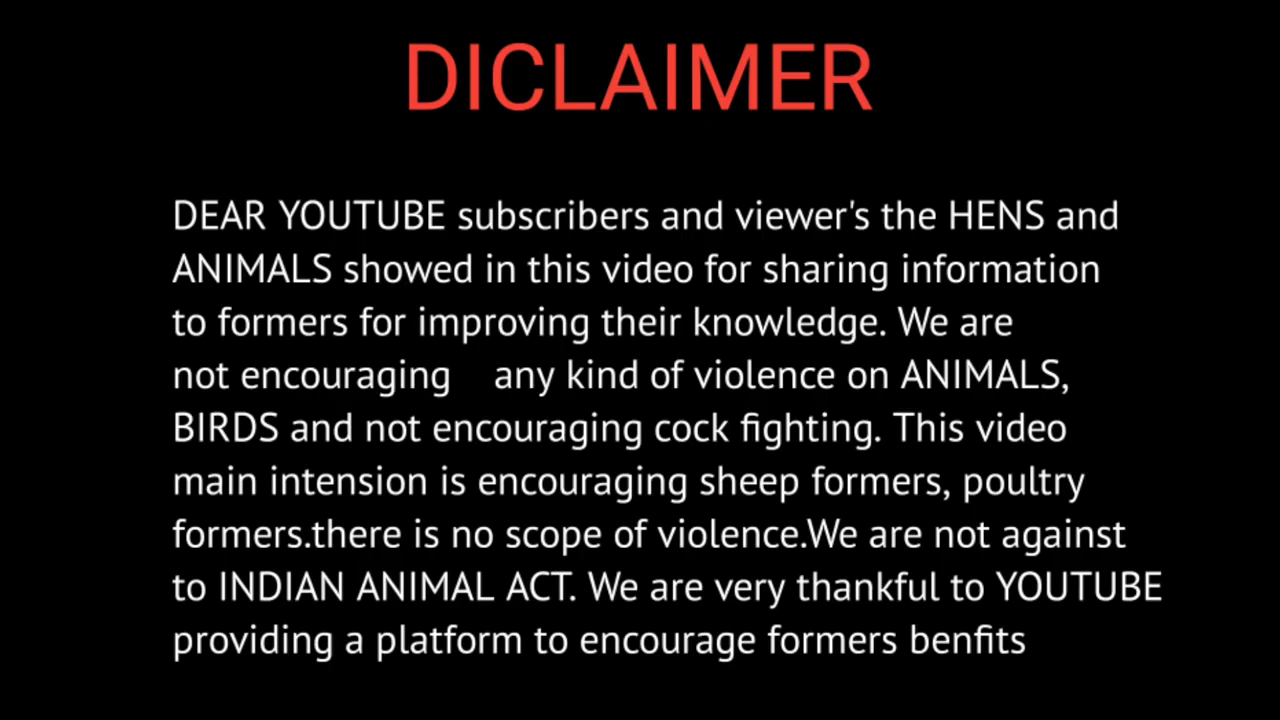 DICLAIMER
DEAR YOUTUBE subscribers and viewer's the HENS and
ANIMALS showed in this video for sharing information
to formers for improving their knowledge. We are
not encouraging    any kind of violence on ANIMALS,
BIRDS and not encouraging cock fighting. This video
main intension is encouraging sheep formers, poultry
formers.there is no scope of violence.We are not against
to INDIAN ANIMAL ACT. We are very thankful to YOUTUBE
providing a platform to encourage formers benfits